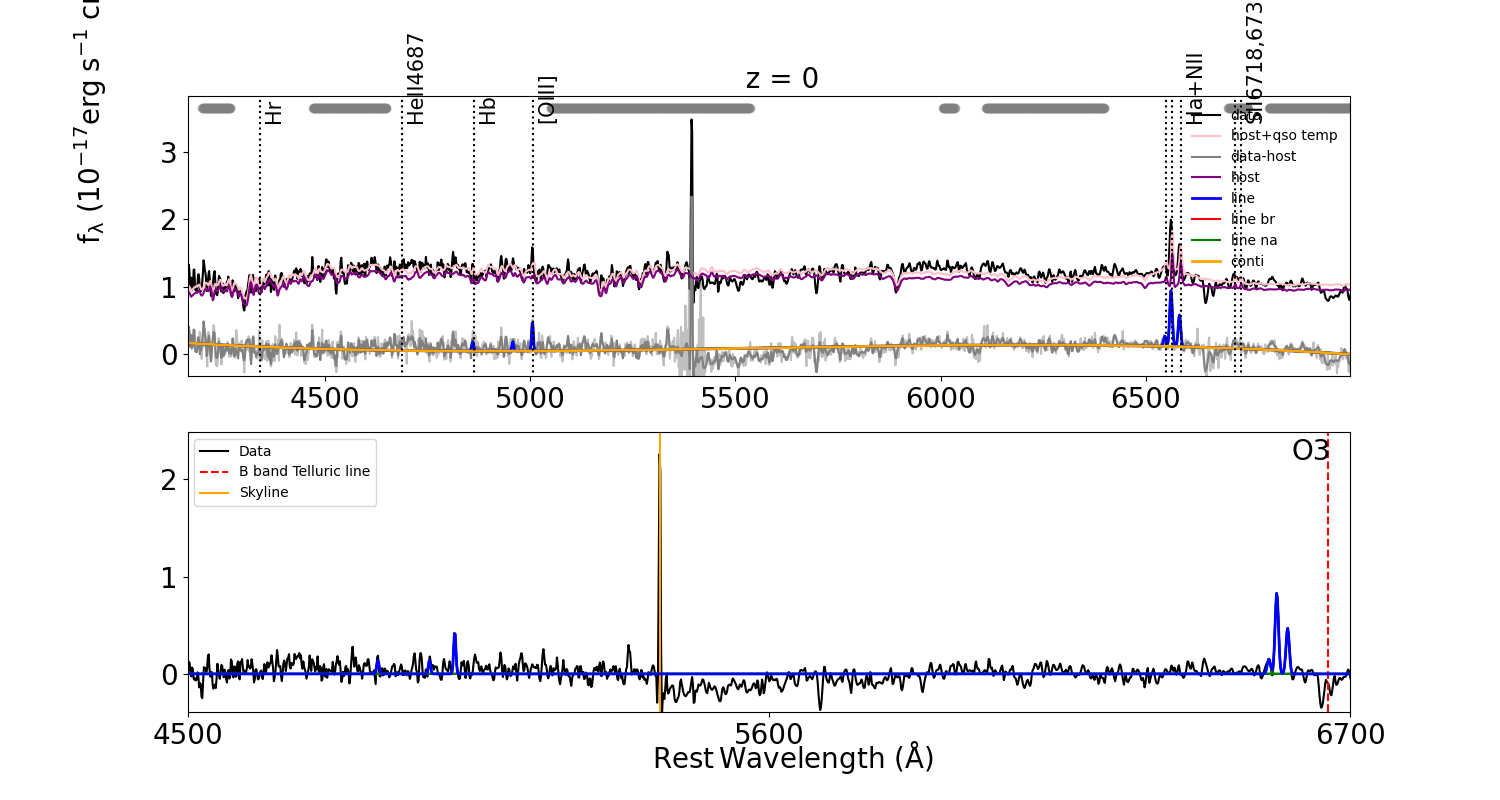 z = 0
f_λ (10^−17 erg s^−1
Hr
HeII4687
Hb
[OIII]
Ha+NII
SII6718,673
data
host+qso temp
data-host
host
line
line br
line na
conti
3
2
1
0
4500 5000 5500 6000 6500
Data
B band Telluric line
Skyline
O3
2
1
0
4500 5600 6700
Rest Wavelength (Å)